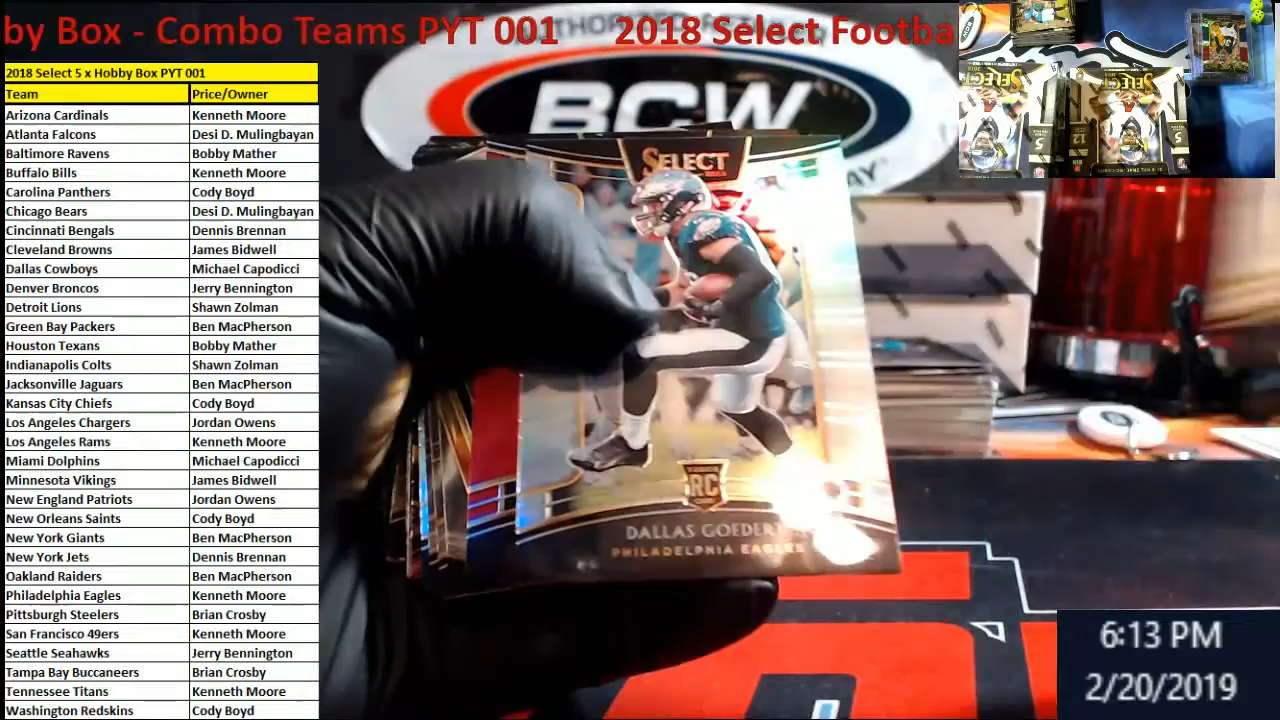 by Box - Combo Teams PYT 001 2018 Select Footba
2018 Select 5 x Hobby Box PYT 001
Team Price/Owner
Arizona Cardinals Kenneth Moore
Atlanta Falcons Desi D. Mulingbayan
Baltimore Ravens Bobby Mather
Buffalo Bills Kenneth Moore
Carolina Panthers Cody Boyd
Chicago Bears Desi D. Mulingbayan
Cincinnati Bengals Dennis Brennan
Cleveland Browns James Bidwell
Dallas Cowboys Michael Capodicci
Denver Broncos Jerry Bennington
Detroit Lions Shawn Zolman
Green Bay Packers Ben MacPherson
Houston Texans Bobby Mather
Indianapolis Colts Shawn Zolman
Jacksonville Jaguars Ben MacPherson
Kansas City Chiefs Cody Boyd
Los Angeles Chargers Jordan Owens
Los Angeles Rams Kenneth Moore
Miami Dolphins Michael Capodicci
Minnesota Vikings James Bidwell
New England Patriots Jordan Owens
New Orleans Saints Cody Boyd
New York Giants Ben MacPherson
New York Jets Dennis Brennan
Oakland Raiders Ben MacPherson
Philadelphia Eagles Kenneth Moore
Pittsburgh Steelers Brian Crosby
San Francisco 49ers Kenneth Moore
Seattle Seahawks Jerry Bennington
Tampa Bay Buccaneers Brian Crosby
Tennessee Titans Kenneth Moore
Washington Redskins Cody Boyd
BCW
SELECT
RC
DALLAS GOEDERT
PHILADELPHIA EAGLES
SELECT
5
12
SELECT
5
6:13 PM
2/20/2019